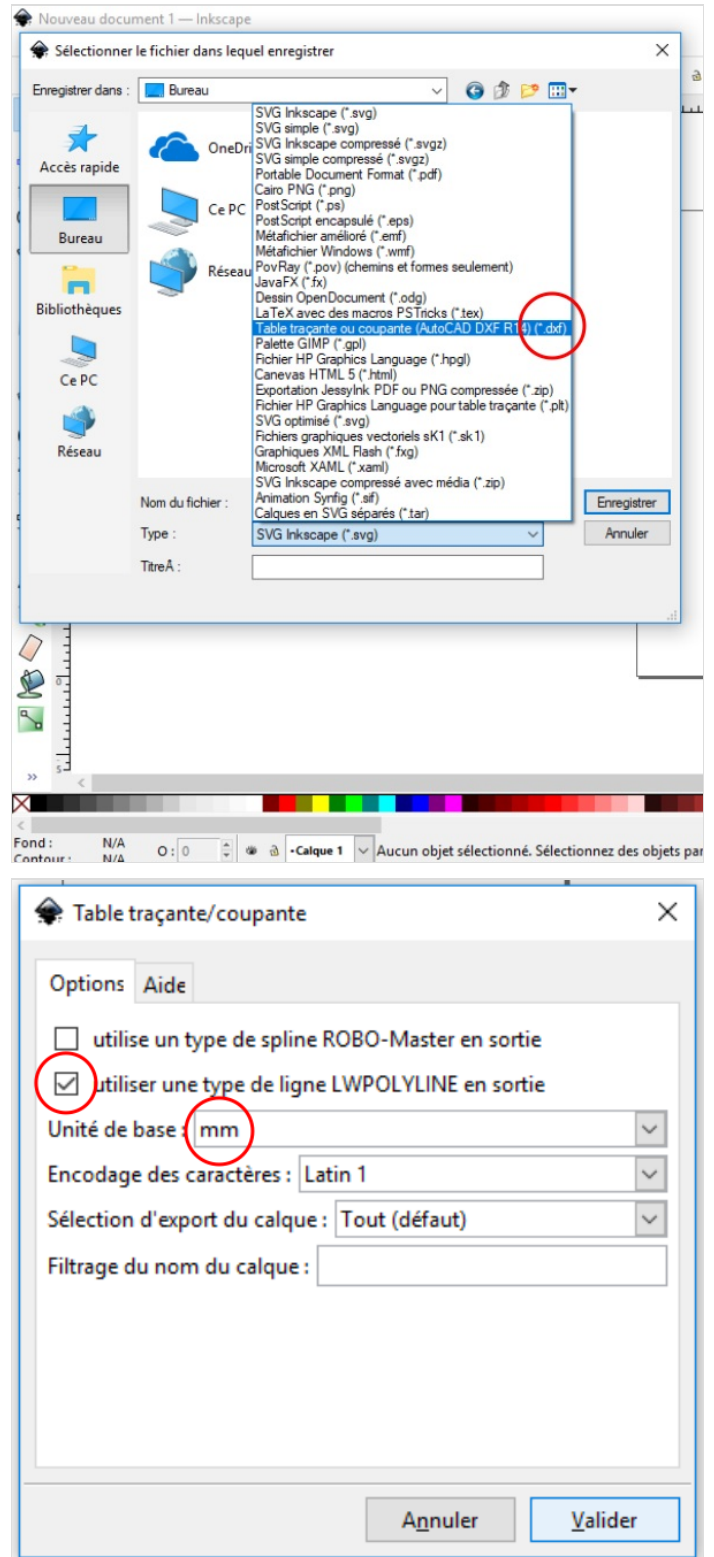 Nouveau document 1 — Inkscape
Sélectionner le fichier dans lequel enregistrer
Enregistrer dans :
Bureau
Accès rapide
Bureau
Bibliothèques
Ce PC
Réseau
OneDri
Ce PC
Réseau
SVG Inkscape (*.svg)
SVG simple (*.svg)
SVG Inkscape compressé (*.svgz)
SVG simple compressé (*.svgz)
Portable Document Format (*.pdf)
Cairo PNG (*.png)
PostScript (*.ps)
PostScript encapsulé (*.eps)
Métafichier amélioré (*.emf)
Métafichier Windows (*.wmf)
PovRay (*.pov) (chemins et formes seulement)
JavaFX (*.fx)
Dessin OpenDocument (*.odg)
LaTeX avec des macros PSTricks (*.tex)
Table traçante ou coupante (AutoCAD DXF R14) (*.dxf)
Palette GIMP (*.gpl)
Fichier HP Graphics Language (*.hpgl)
Canevas HTML 5 (*.html)
Exportation JessyInk PDF ou PNG compressée (*.zip)
Fichier HP Graphics Language pour table traçante (*.plt)
SVG optimisé (*.svg)
Fichiers graphiques vectoriels sK1 (*.sk1)
Graphiques XML Flash (*.fxg)
Microsoft XAML (*.xaml)
SVG Inkscape compressé avec média (*.zip)
Animation Synfig (*.sif)
Calques en SVG séparés (*.tar)
Nom du fichier :
Enregistrer
Type :
SVG Inkscape (*.svg)
Annuler
TitreÂ :
0
5
»
Fond : N/A
Contour : N/A
O : 0
•Calque 1
Aucun objet sélectionné. Sélectionnez des objets par
Table traçante/coupante
Options Aide
utilise un type de spline ROBO-Master en sortie
utiliser une type de ligne LWPOLYLINE en sortie
Unité de base : mm
Encodage des caractères : Latin 1
Sélection d'export du calque : Tout (défaut)
Filtrage du nom du calque :
Annuler Valider